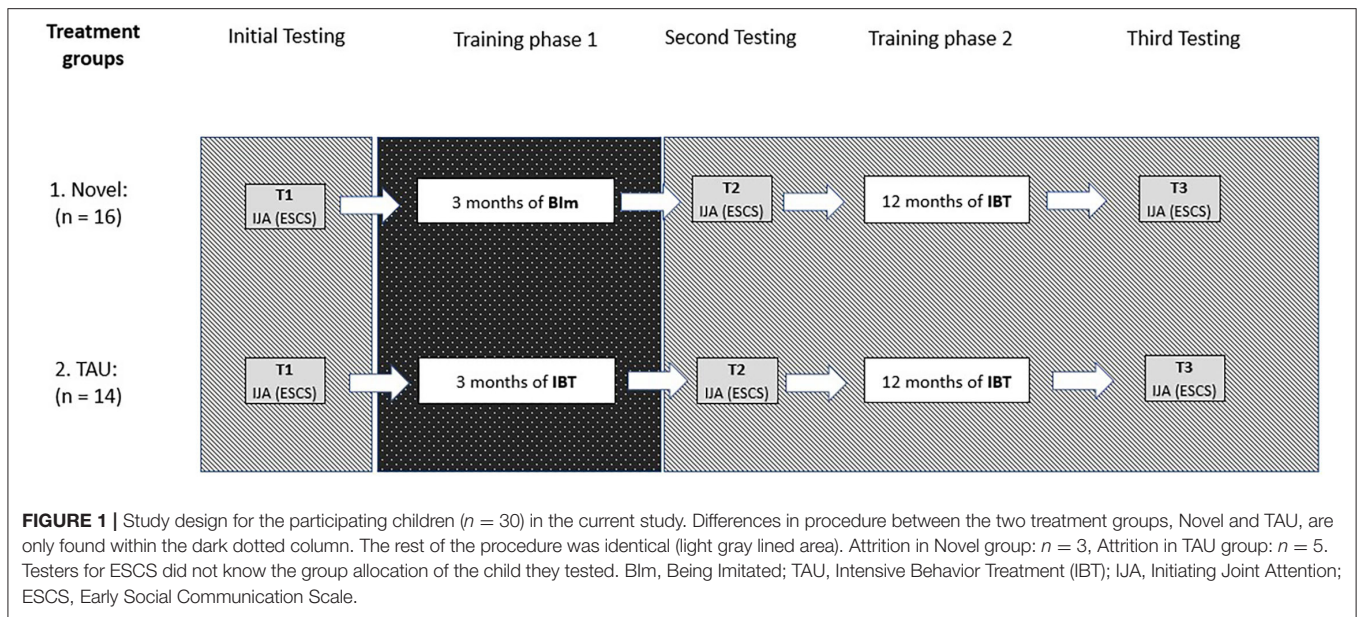 Treatment groups
Initial Testing
Training phase 1
Second Testing
Training phase 2
Third Testing
1. Novel:
(n = 16)
T1
IJA (ESCS)
3 months of BIm
T2
IJA (ESCS)
12 months of IBT
T3
IJA (ESCS)
2. TAU:
(n = 14)
T1
IJA (ESCS)
3 months of IBT
T2
IJA (ESCS)
12 months of IBT
T3
IJA (ESCS)
FIGURE 1 | Study design for the participating children (n = 30) in the current study. Differences in procedure between the two treatment groups, Novel and TAU, are
only found within the dark dotted column. The rest of the procedure was identical (light gray lined area). Attrition in Novel group: n = 3, Attrition in TAU group: n = 5.
Testers for ESCS did not know the group allocation of the child they tested. BIm, Being Imitated; TAU, Intensive Behavior Treatment (IBT); IJA, Initiating Joint Attention;
ESCS, Early Social Communication Scale.